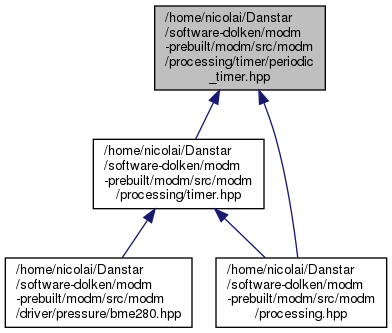 /home/nicolai/Danstar
/software-dolken/modm
-prebuilt/modm/src/modm
/processing/timer/periodic
_timer.hpp
/home/nicolai/Danstar
/software-dolken/modm
-prebuilt/modm/src/modm
/processing/timer.hpp
/home/nicolai/Danstar
/software-dolken/modm
-prebuilt/modm/src/modm
/driver/pressure/bme280.hpp
/home/nicolai/Danstar
/software-dolken/modm
-prebuilt/modm/src/modm
/processing.hpp